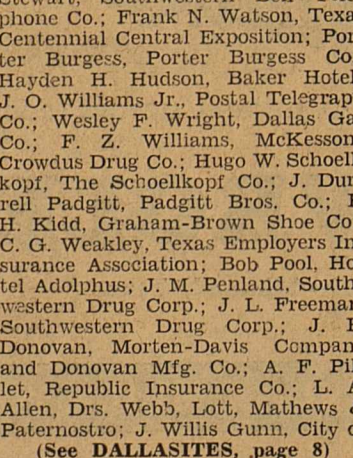 phone Co.; Frank N. Watson, Texa
Centennial Central Exposition; Por
ter Burgess, Porter Burgess Co
Hayden H. Hudson, Baker Hotel
J. O. Williams Jr., Postal Telegrap
Co.; Wesley F. Wright, Dallas Ga
Co.; F. Z. Williams, McKesson
Crowdus Drug Co.; Hugo W. Schoell
kopf, The Schoellkopf Co.; J. Dur
rell Padgitt, Padgitt Bros. Co.;
H. Kidd, Graham-Brown Shoe Co
C. G. Weakley, Texas Employers In
surance Association; Bob Pool, Ho
tel Adolphus; J. M. Penland, South
western Drug Corp.; J. L. Freeman
Southwestern Drug Corp.; J.
Donovan, Morten-Davis Compan
and Donovan Mfg. Co.; A. F. Pil
let, Republic Insurance Co.; L.
Allen, Drs. Webb, Lott, Mathews &
Paternostro; J. Willis Gunn, City o
(See DALLASITES, page 8)